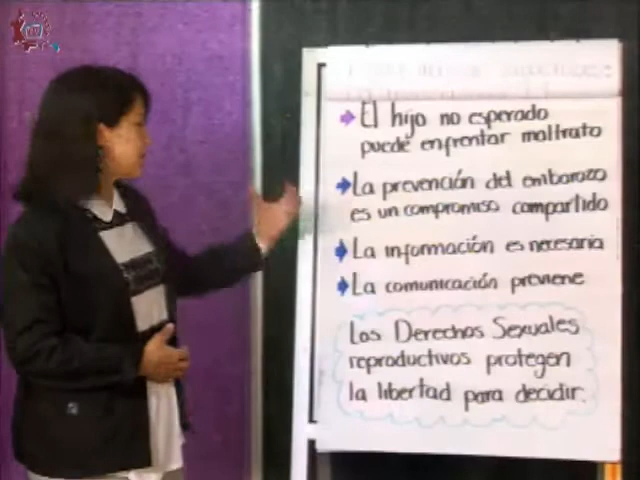 El hijo no esperado
puede enfrentar maltrato
La prevención del embarazo
es un compromiso compartido
La información es necesaria
La comunicación previene
Los Derechos Sexuales
reproductivos protegen
la libertad para decidir.